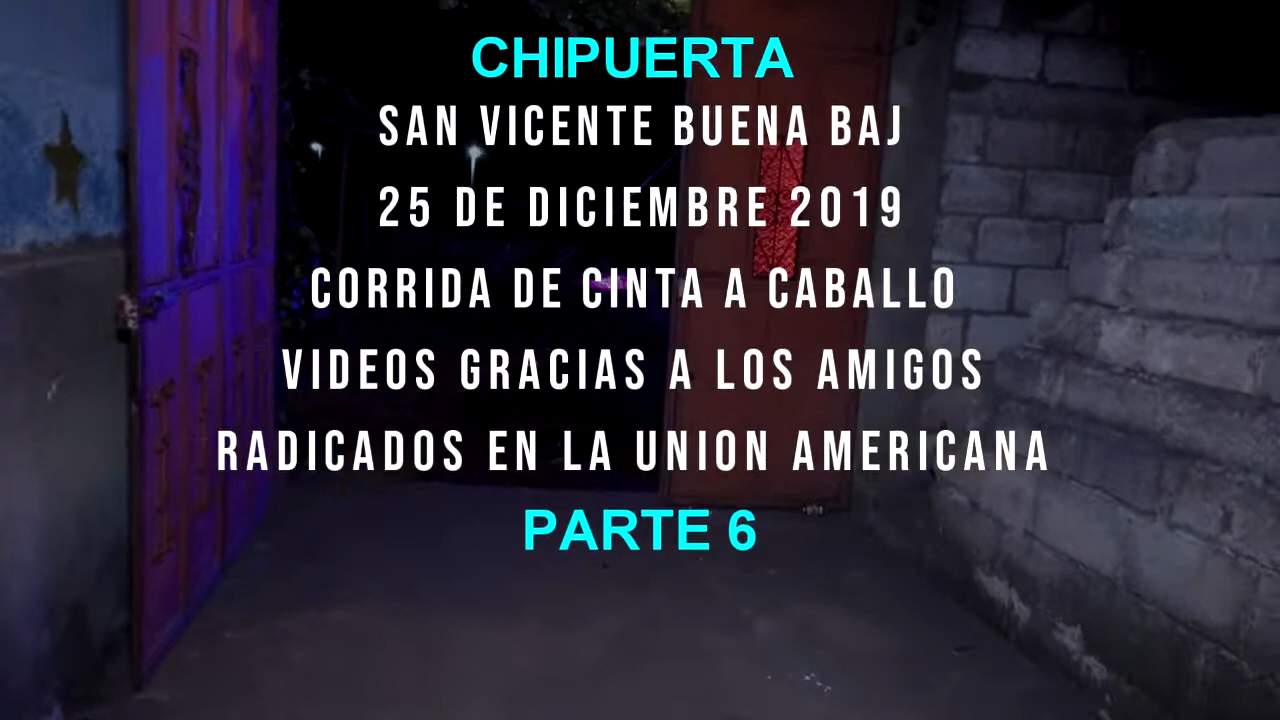 CHIPUERTA
SAN VICENTE BUENA BAJ
25 DE DICIEMBRE 2019
CORRIDA DE CINTA A CABALLO
VIDEOS GRACIAS A LOS AMIGOS
RADICADOS EN LA UNION AMERICANA
PARTE 6